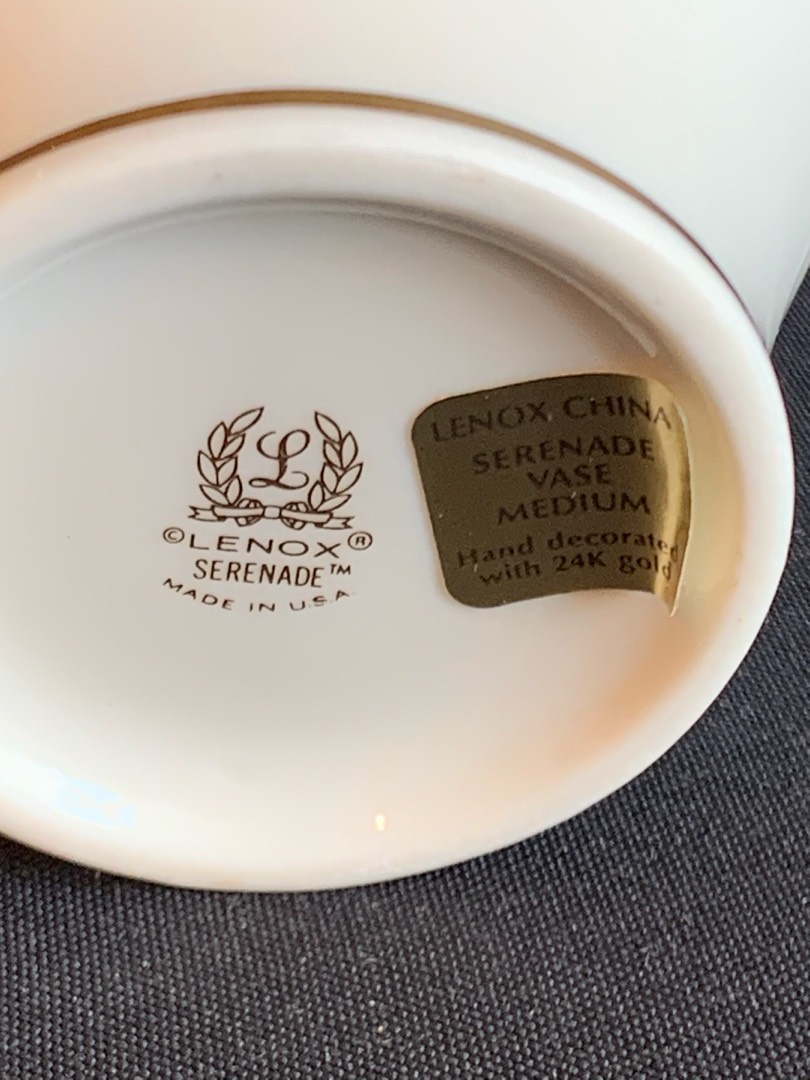 L
©LENOX®
SERENADE™
MADE IN U.S.A.
LENOX CHINA
SERENADE
VASE
MEDIUM
Hand decorated
with 24K gold